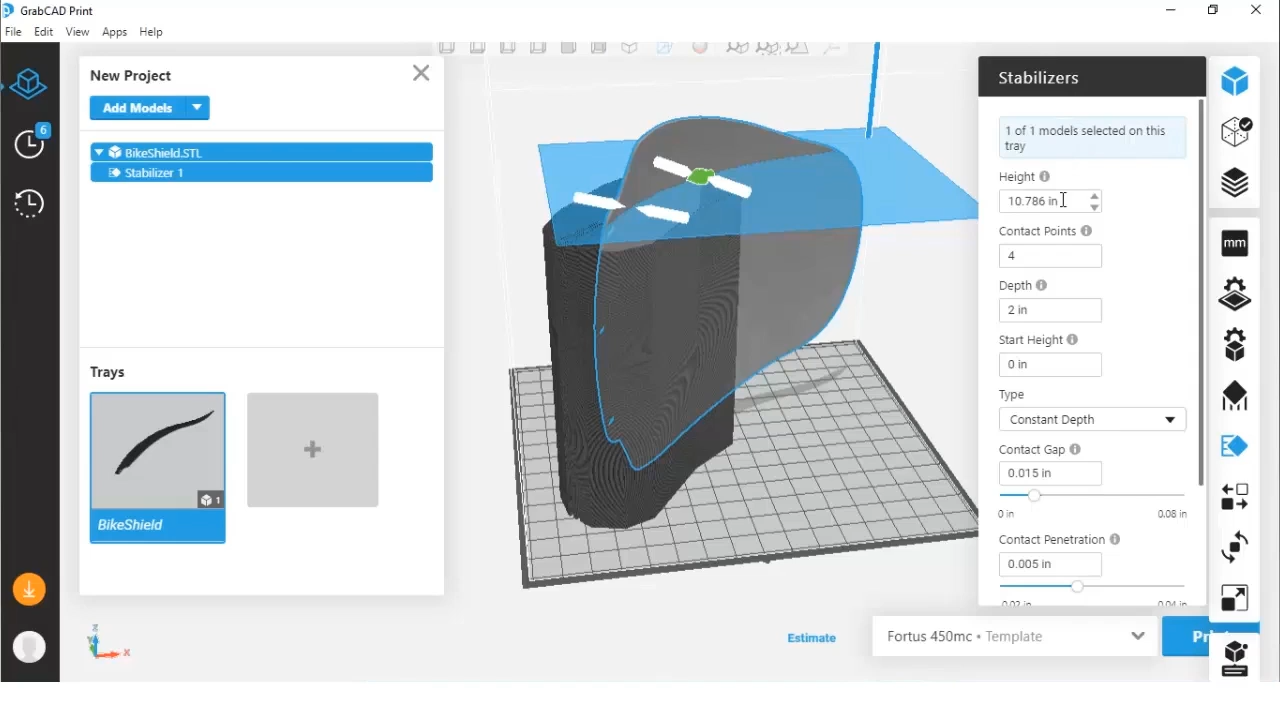 GrabCAD Print
File Edit View Apps Help
New Project
Add Models
BikeShield.STL
Stabilizer 1
Trays
1
BikeShield
6
Stabilizers
1 of 1 models selected on this
tray
Height
10.786 in
Contact Points
4
Depth
2 in
Start Height
0 in
Type
Constant Depth
Contact Gap
0.015 in
0 in 0.08 in
Contact Penetration
0.005 in
mm
Z
X
Estimate
Fortus 450mc • Template